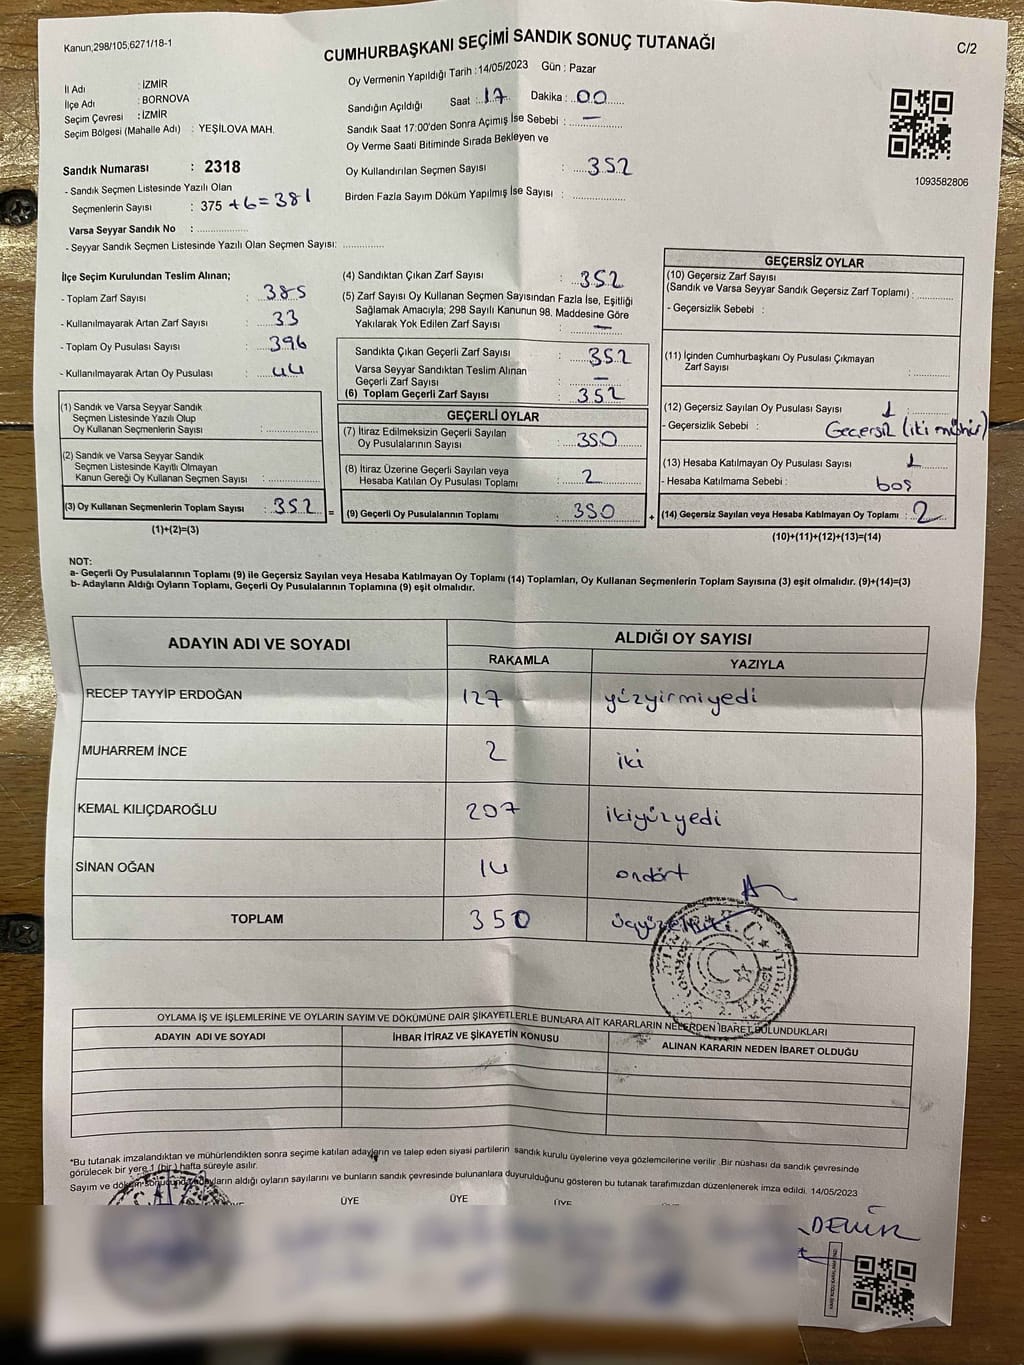 Kanun;298/105;6271/18-1
CUMHURBAŞKANI SEÇİMİ SANDIK SONUÇ TUTANAĞI
C/2
İl Adı : İZMİR
İlçe Adı : BORNOVA
Seçim Çevresi : İZMİR
Seçim Bölgesi (Mahalle Adı) : YEŞİLOVA MAH.
Oy Vermenin Yapıldığı Tarih :14/05/2023 Gün : Pazar
Sandığın Açıldığı Saat : 17 Dakika : 00
Sandık Saat 17:00'den Sonra Açımış İse Sebebi : —
Oy Verme Saati Bitiminde Sırada Bekleyen ve
Oy Kullandırılan Seçmen Sayısı : 352
Birden Fazla Sayım Döküm Yapılmış İse Sayısı :
1093582806
Sandık Numarası : 2318
- Sandık Seçmen Listesinde Yazılı Olan
Seçmenlerin Sayısı : 375 +6=381
Varsa Seyyar Sandık No :
- Seyyar Sandık Seçmen Listesinde Yazılı Olan Seçmen Sayısı:
İlçe Seçim Kurulundan Teslim Alınan;
- Toplam Zarf Sayısı : 385
- Kullanılmayarak Artan Zarf Sayısı : 33
- Toplam Oy Pusulası Sayısı : 396
- Kullanılmayarak Artan Oy Pusulası : 44
(1) Sandık ve Varsa Seyyar Sandık
Seçmen Listesinde Yazılı Olup
Oy Kullanan Seçmenlerin Sayısı :
(2) Sandık ve Varsa Seyyar Sandık
Seçmen Listesinde Kayıtlı Olmayan
Kanun Gereği Oy Kullanan Seçmen Sayısı :
(3) Oy Kullanan Seçmenlerin Toplam Sayısı : 352 =
(1)+(2)=(3)
(4) Sandıktan Çıkan Zarf Sayısı : 352
(5) Zarf Sayısı Oy Kullanan Seçmen Sayısından Fazla İse, Eşitliği
Sağlamak Amacıyla; 298 Sayılı Kanunun 98. Maddesine Göre
Yakılarak Yok Edilen Zarf Sayısı : —
Sandıkta Çıkan Geçerli Zarf Sayısı : 352
Varsa Seyyar Sandıktan Teslim Alınan
Geçerli Zarf Sayısı : —
(6) Toplam Geçerli Zarf Sayısı : 352
GEÇERLİ OYLAR
(7) İtiraz Edilmeksizin Geçerli Sayılan
Oy Pusulalarının Sayısı : 350
(8) İtiraz Üzerine Geçerli Sayılan veya
Hesaba Katılan Oy Pusulası Toplamı : 2
(9) Geçerli Oy Pusulalarının Toplamı : 350 +
GEÇERSİZ OYLAR
(10) Geçersiz Zarf Sayısı
(Sandık ve Varsa Seyyar Sandık Geçersiz Zarf Toplamı) :
- Geçersizlik Sebebi :
(11) İçinden Cumhurbaşkanı Oy Pusulası Çıkmayan
Zarf Sayısı :
(12) Geçersiz Sayılan Oy Pusulası Sayısı : 1
- Geçersizlik Sebebi : Geçersiz (iki mühür)
(13) Hesaba Katılmayan Oy Pusulası Sayısı : 1
- Hesaba Katılmama Sebebi : boş
(14) Geçersiz Sayılan veya Hesaba Katılmayan Oy Toplamı : 2
(10)+(11)+(12)+(13)=(14)
NOT:
a- Geçerli Oy Pusulalarının Toplamı (9) ile Geçersiz Sayılan veya Hesaba Katılmayan Oy Toplamı (14) Toplamları, Oy Kullanan Seçmenlerin Toplam Sayısına (3) eşit olmalıdır. (9)+(14)=(3)
b- Adayların Aldığı Oyların Toplamı, Geçerli Oy Pusulalarının Toplamına (9) eşit olmalıdır.
ADAYIN ADI VE SOYADI ALDIĞI OY SAYISI
RAKAMLA YAZIYLA
RECEP TAYYİP ERDOĞAN 127 yüzyirmiyedi
MUHARREM İNCE 2 iki
KEMAL KILIÇDAROĞLU 207 ikiyüzyedi
SİNAN OĞAN 14 ondört
TOPLAM 350
OYLAMA İŞ VE İŞLEMLERİNE VE OYLARIN SAYIM VE DÖKÜMÜNE DAİR ŞİKAYETLERLE BUNLARA AİT KARARLARIN NELERDEN İBARET BULUNDUKLARI
ADAYIN ADI VE SOYADI İHBAR İTİRAZ VE ŞİKAYETİN KONUSU ALINAN KARARIN NEDEN İBARET OLDUĞU
*Bu tutanak imzalandıktan ve mühürlendikten sonra seçime katılan adayların ve talep eden siyasi partilerin sandık kurulu üyelerine veya gözlemcilerine verilir. Bir nüshası da sandık çevresinde
görülecek bir yere 1 (bir) hafta süreyle asılır.
Sayım ve döküm sonucunda oyların aldığı oyların sayılarını ve bunların sandık çevresinde bulunanlara duyurulduğunu gösteren bu tutanak tarafımızdan düzenlenerek imza edildi. 14/05/2023
ÜYE ÜYE ÜYE
DEMİR